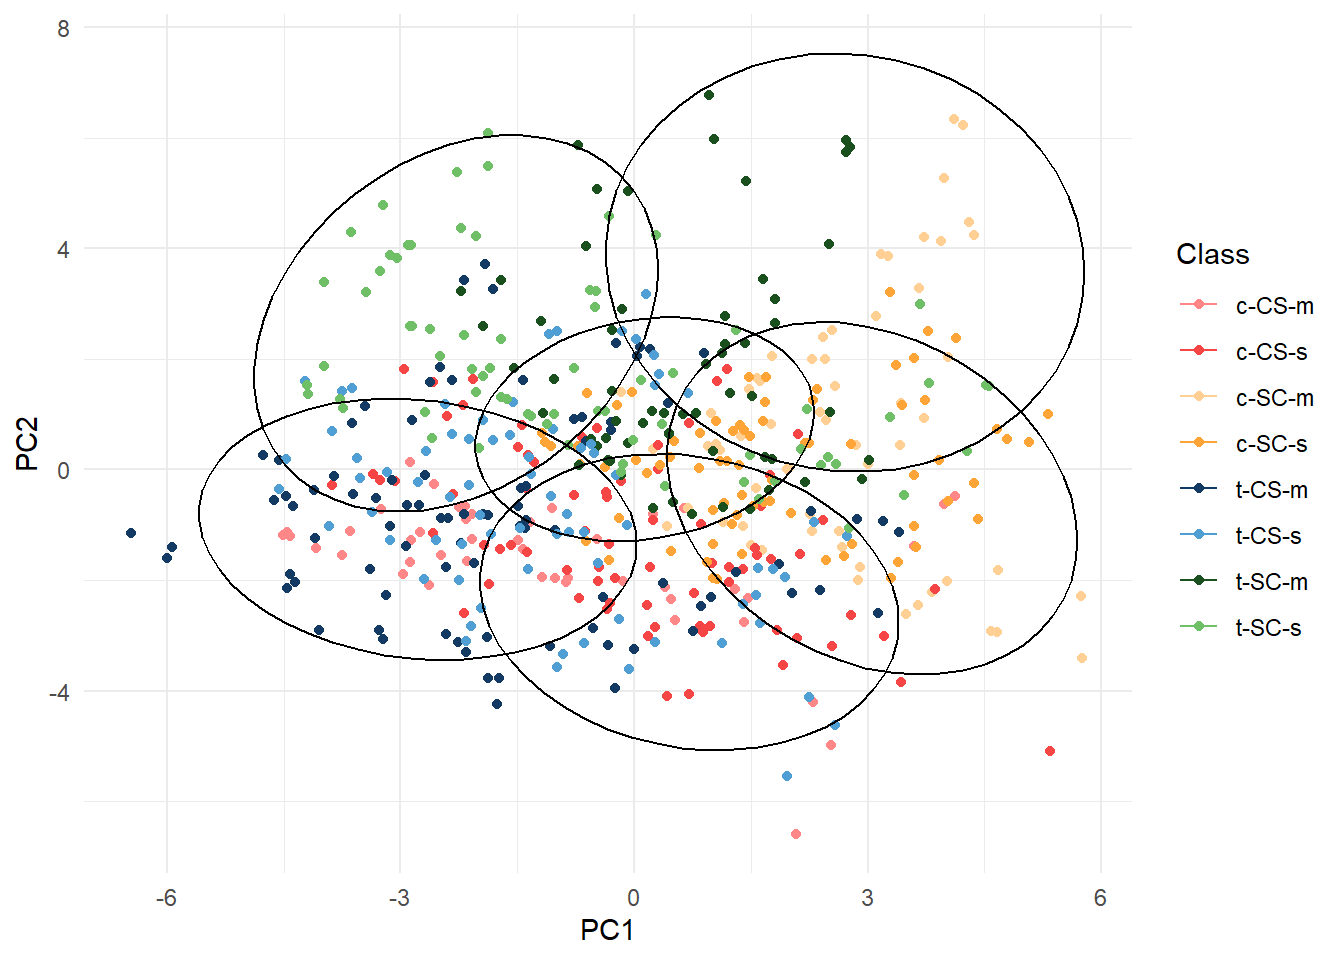 8
4
0
-4
PC2
-6
-3
0
3
6
PC1
Class
c-CS-m
c-CS-s
c-SC-m
c-SC-s
t-CS-m
t-CS-s
t-SC-m
t-SC-s